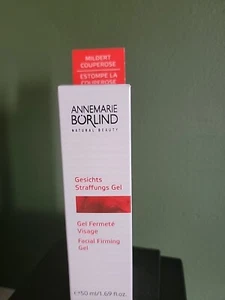 MILDERT
COUPEROSE
ESTOMPE LA
COUPEROSE
ANNEMARIE
BÖRLIND
NATURAL BEAUTY
Gesichts
Straffungs Gel
Gel Fermeté
Visage
Facial Firming
Gel
50 ml/1.69 fl.oz.